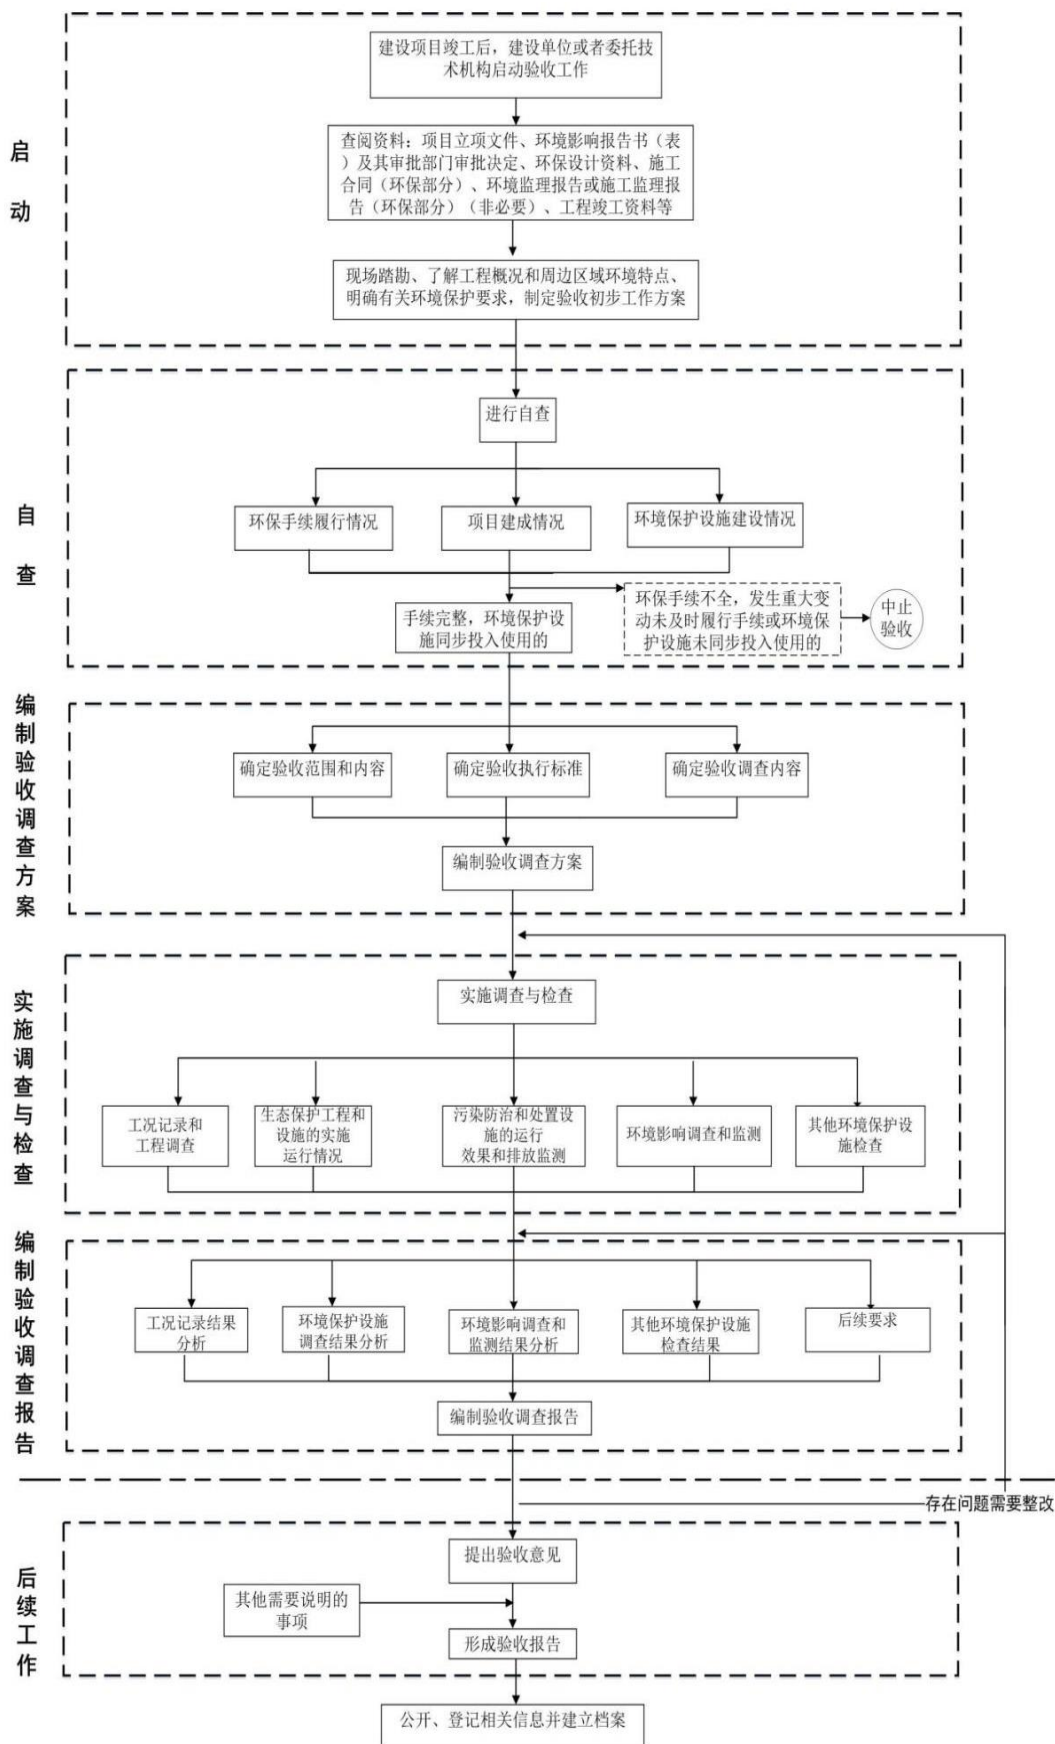 启动
建设项目竣工后，建设单位或者委托技
术机构启动验收工作
查阅资料：项目立项文件、环境影响报告书（表
）及其审批部门审批决定、环保设计资料、施工
合同（环保部分）、环境监理报告或施工监理报
告（环保部分）（非必要）、工程竣工资料等
现场踏勘、了解工程概况和周边区域环境特点、
明确有关环境保护要求，制定验收初步工作方案
自查
进行自查
环保手续履行情况
项目建成情况
环境保护设施建设情况
手续完整，环境保护设
施同步投入使用的
环保手续不全，发生重大变
动未及时履行手续或环境保
护设施未同步投入使用的
中止
验收
编制验收调查方案
确定验收范围和内容
确定验收执行标准
确定验收调查内容
编制验收调查方案
实施调查与检查
实施调查与检查
工况记录和
工程调查
生态保护工程和
设施的实施
运行情况
污染防治和处置设
施的运行
效果和排放监测
环境影响调查和监测
其他环境保护设
施检查
编制验收调查报告
工况记录结果
分析
环境保护设施
调查结果分析
环境影响调查和
监测结果分析
其他环境保护设施
检查结果
后续要求
编制验收调查报告
存在问题需要整改
后续工作
提出验收意见
其他需要说明的
事项
形成验收报告
公开、登记相关信息并建立档案